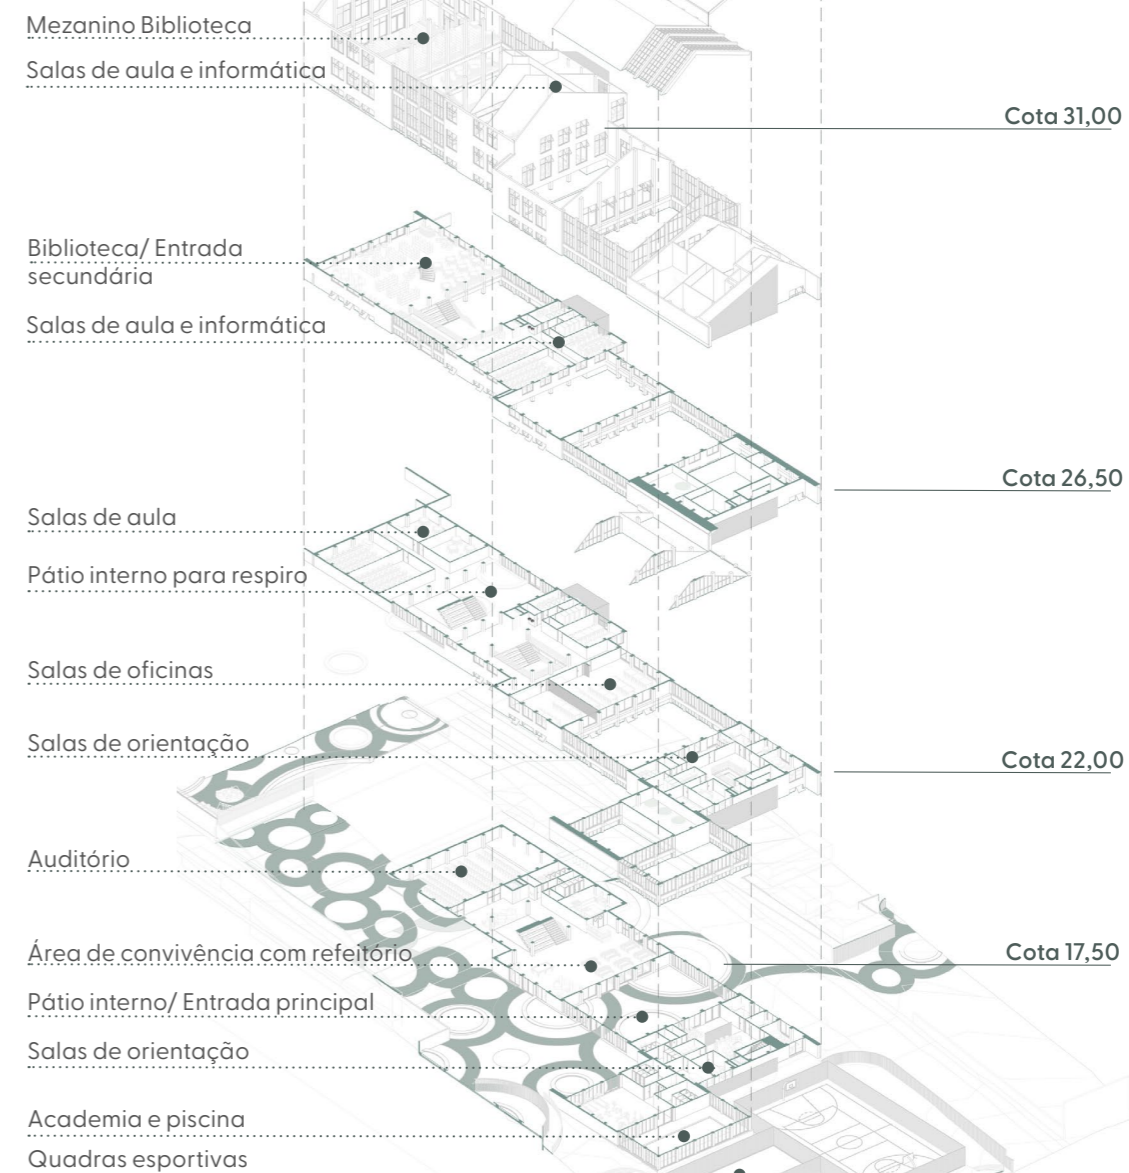 Mezanino Biblioteca
Salas de aula e informática
Cota 31,00
Biblioteca/ Entrada
secundária
Salas de aula e informática
Cota 26,50
Salas de aula
Pátio interno para respiro
Salas de oficinas
Salas de orientação
Cota 22,00
Auditório
Área de convivência com refeitório
Cota 17,50
Pátio interno/ Entrada principal
Salas de orientação
Academia e piscina
Quadras esportivas